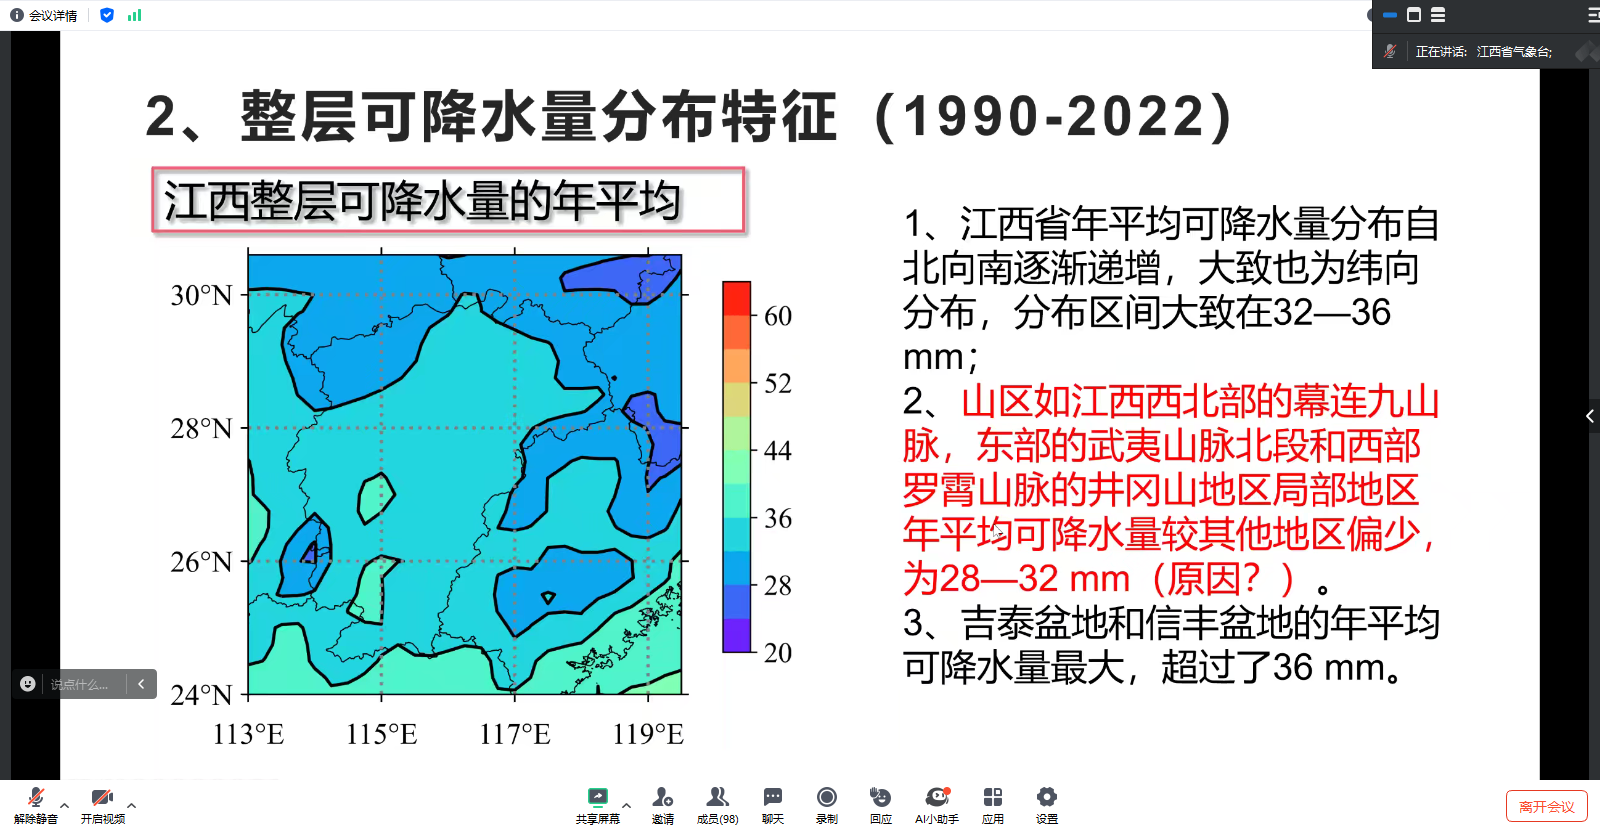 会议详情
正在讲话: 江西省气象台;
2、整层可降水量分布特征（1990-2022）
江西整层可降水量的年平均
30°N
28°N
26°N
24°N
113°E
115°E
117°E
119°E
60
52
44
36
28
20
1、江西省年平均可降水量分布自
北向南逐渐递增，大致也为纬向
分布，分布区间大致在32—36
mm；
2、山区如江西西北部的幕连九山
脉，东部的武夷山脉北段和西部
罗霄山脉的井冈山地区局部地区
年平均可降水量较其他地区偏少，
为28—32 mm（原因？）。
3、吉泰盆地和信丰盆地的年平均
可降水量最大，超过了36 mm。
说点什么...
解除静音
开启视频
共享屏幕
邀请
成员(98)
聊天
录制
回应
AI小助手
应用
设置
离开会议